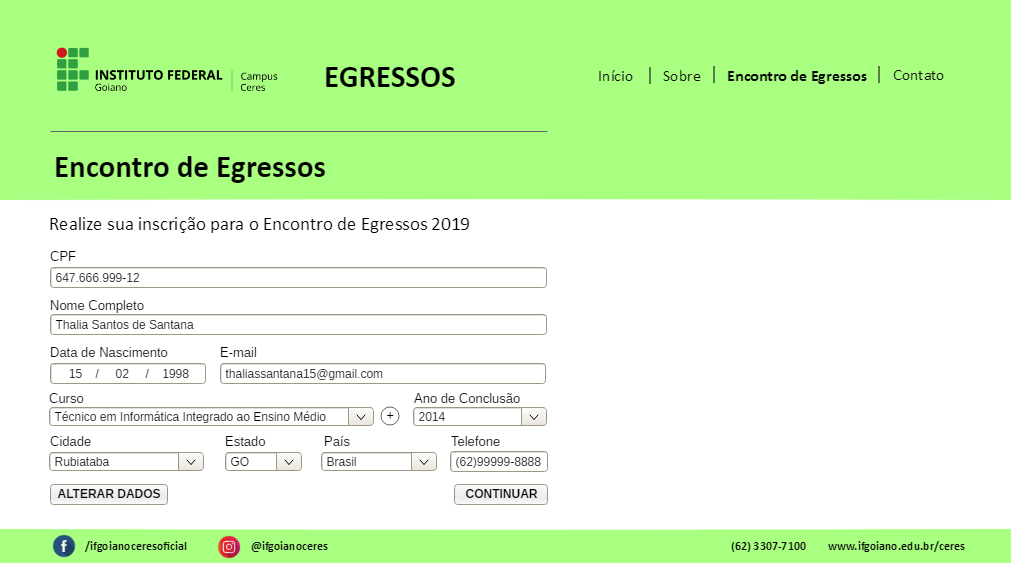 INSTITUTO FEDERAL
Goiano
Campus
Ceres
EGRESSOS
Início | Sobre | Encontro de Egressos | Contato
Encontro de Egressos
Realize sua inscrição para o Encontro de Egressos 2019
CPF
647.666.999-12
Nome Completo
Thalia Santos de Santana
Data de Nascimento E-mail
15 / 02 / 1998 thaliassantana15@gmail.com
Curso Ano de Conclusão
Técnico em Informática Integrado ao Ensino Médio + 2014
Cidade Estado País Telefone
Rubiataba GO Brasil (62)99999-8888
ALTERAR DADOS CONTINUAR
/ifgoianoceresoficial @ifgoianoceres (62) 3307-7100 www.ifgoiano.edu.br/ceres